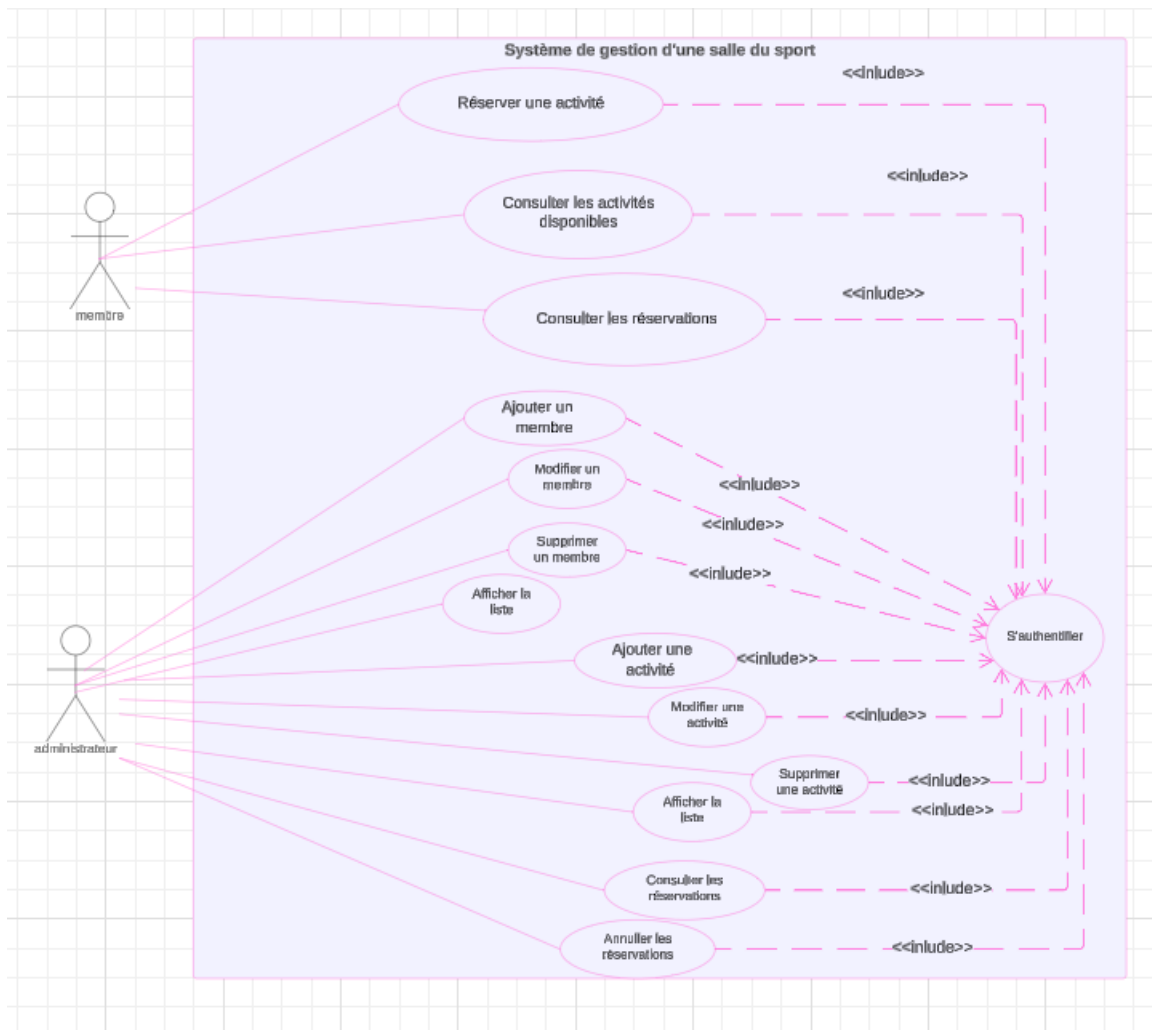 Système de gestion d'une salle du sport
<<inlude>>
Réserver une activité
<<inlude>>
Consulter les activités
disponibles
<<inlude>>
Consulter les réservations
membre
Ajouter un
membre
Modifier un
membre
<<inlude>>
<<inlude>>
Supprimer
un membre
<<inlude>>
Afficher la
liste
S'authentifier
Ajouter une
activité
<<inlude>>
Modifier une
activité
<<inlude>>
administrateur
Supprimer
une activité
<<inlude>>
Afficher la
liste
<<inlude>>
Consulter les
réservations
<<inlude>>
Annuller les
réservations
<<inlude>>